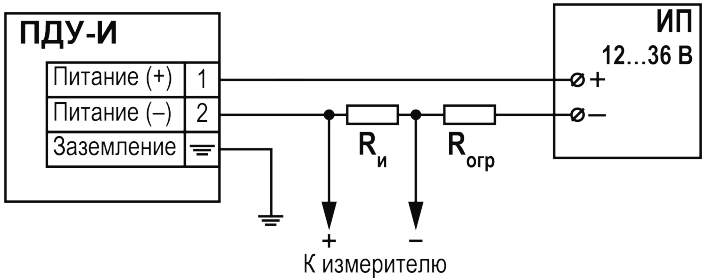 ПДУ-И
ИП
12...36 В
Питание (+) 1
+
Питание (–) 2
–
Заземление
Rи
Rогр
+ –
К измерителю